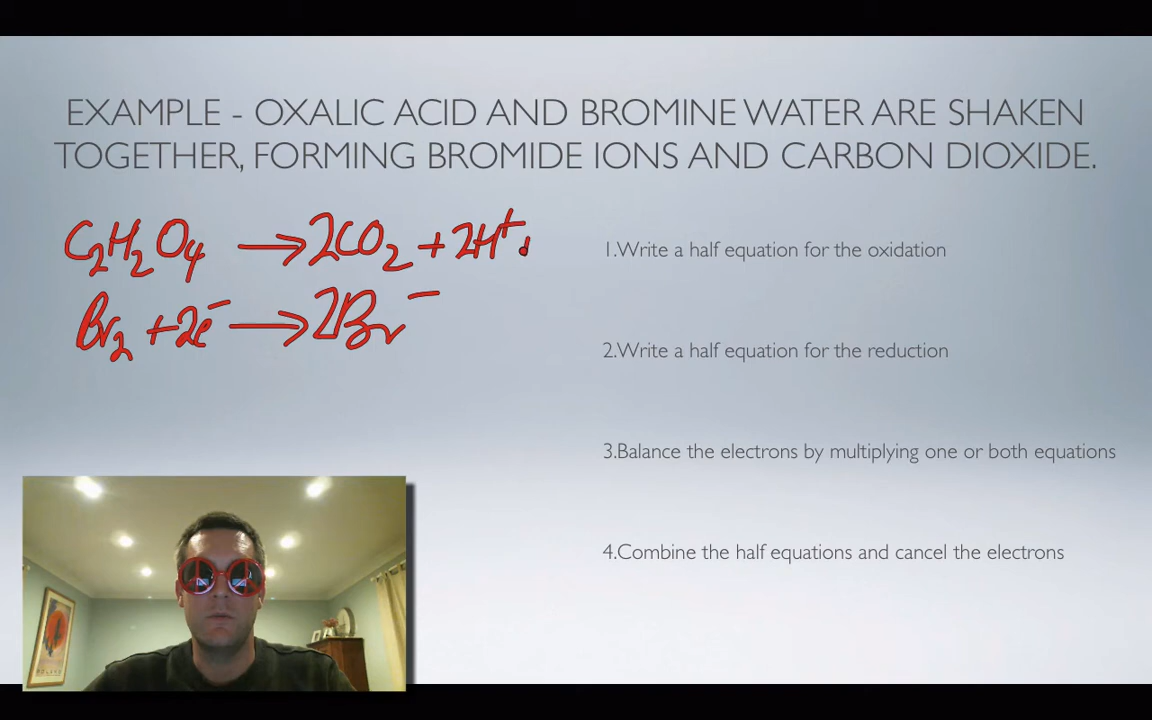 EXAMPLE - OXALIC ACID AND BROMINE WATER ARE SHAKEN
TOGETHER, FORMING BROMIDE IONS AND CARBON DIOXIDE.
C₂H₂O₄ → 2CO₂ + 2H⁺
Br₂ + 2e⁻ → 2Br⁻
1.Write a half equation for the oxidation
2.Write a half equation for the reduction
3.Balance the electrons by multiplying one or both equations
4.Combine the half equations and cancel the electrons